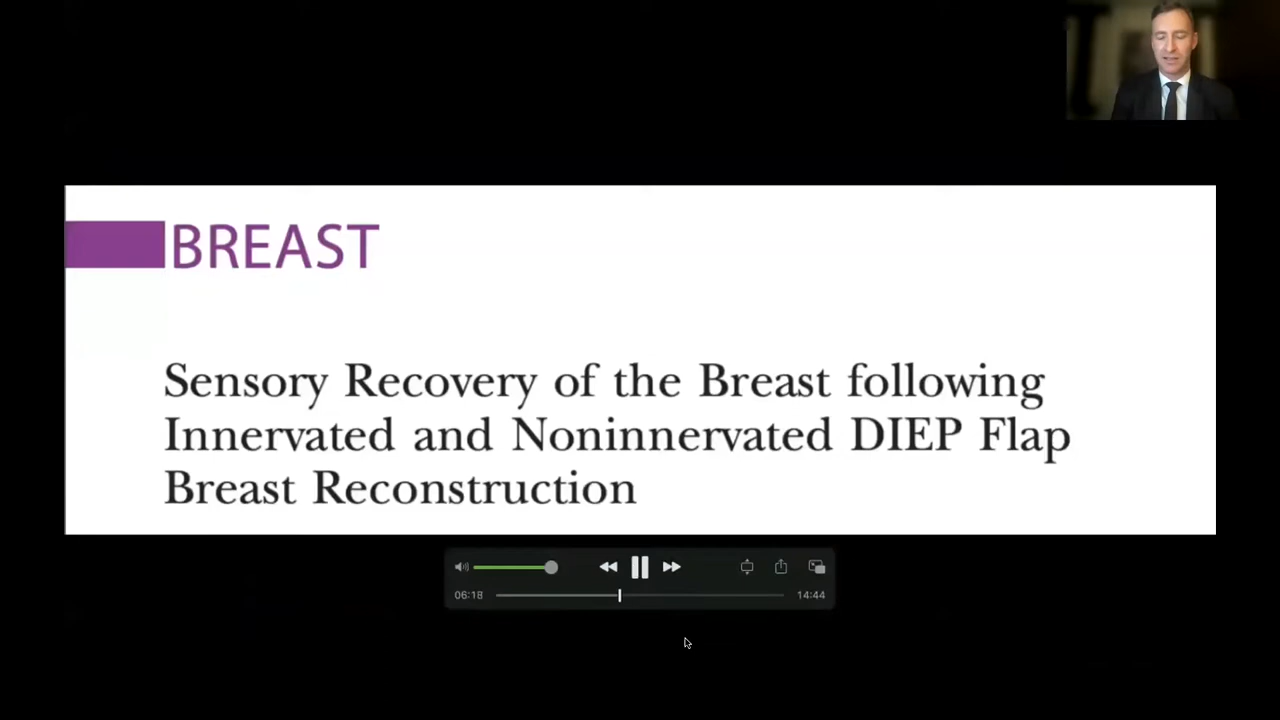 BREAST
Sensory Recovery of the Breast following
Innervated and Noninnervated DIEP Flap
Breast Reconstruction
06:18
14:44